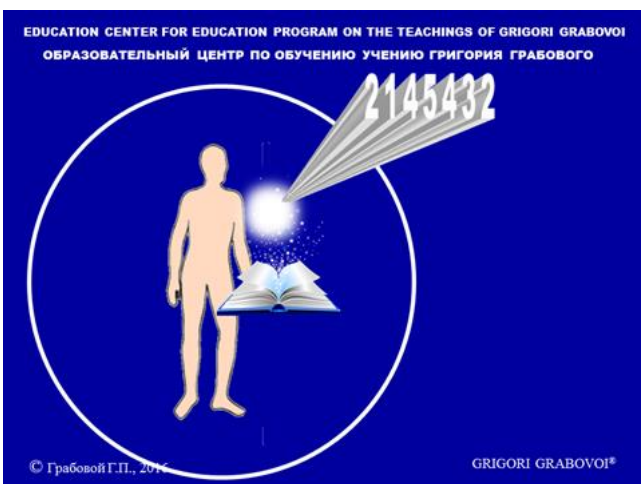 EDUCATION CENTER FOR EDUCATION PROGRAM ON THE TEACHINGS OF GRIGORI GRABOVOI
ОБРАЗОВАТЕЛЬНЫЙ ЦЕНТР ПО ОБУЧЕНИЮ УЧЕНИЮ ГРИГОРИЯ ГРАБОВОГО
2145432
© Грабовой Г.П.,
GRIGORI GRABOVOI®